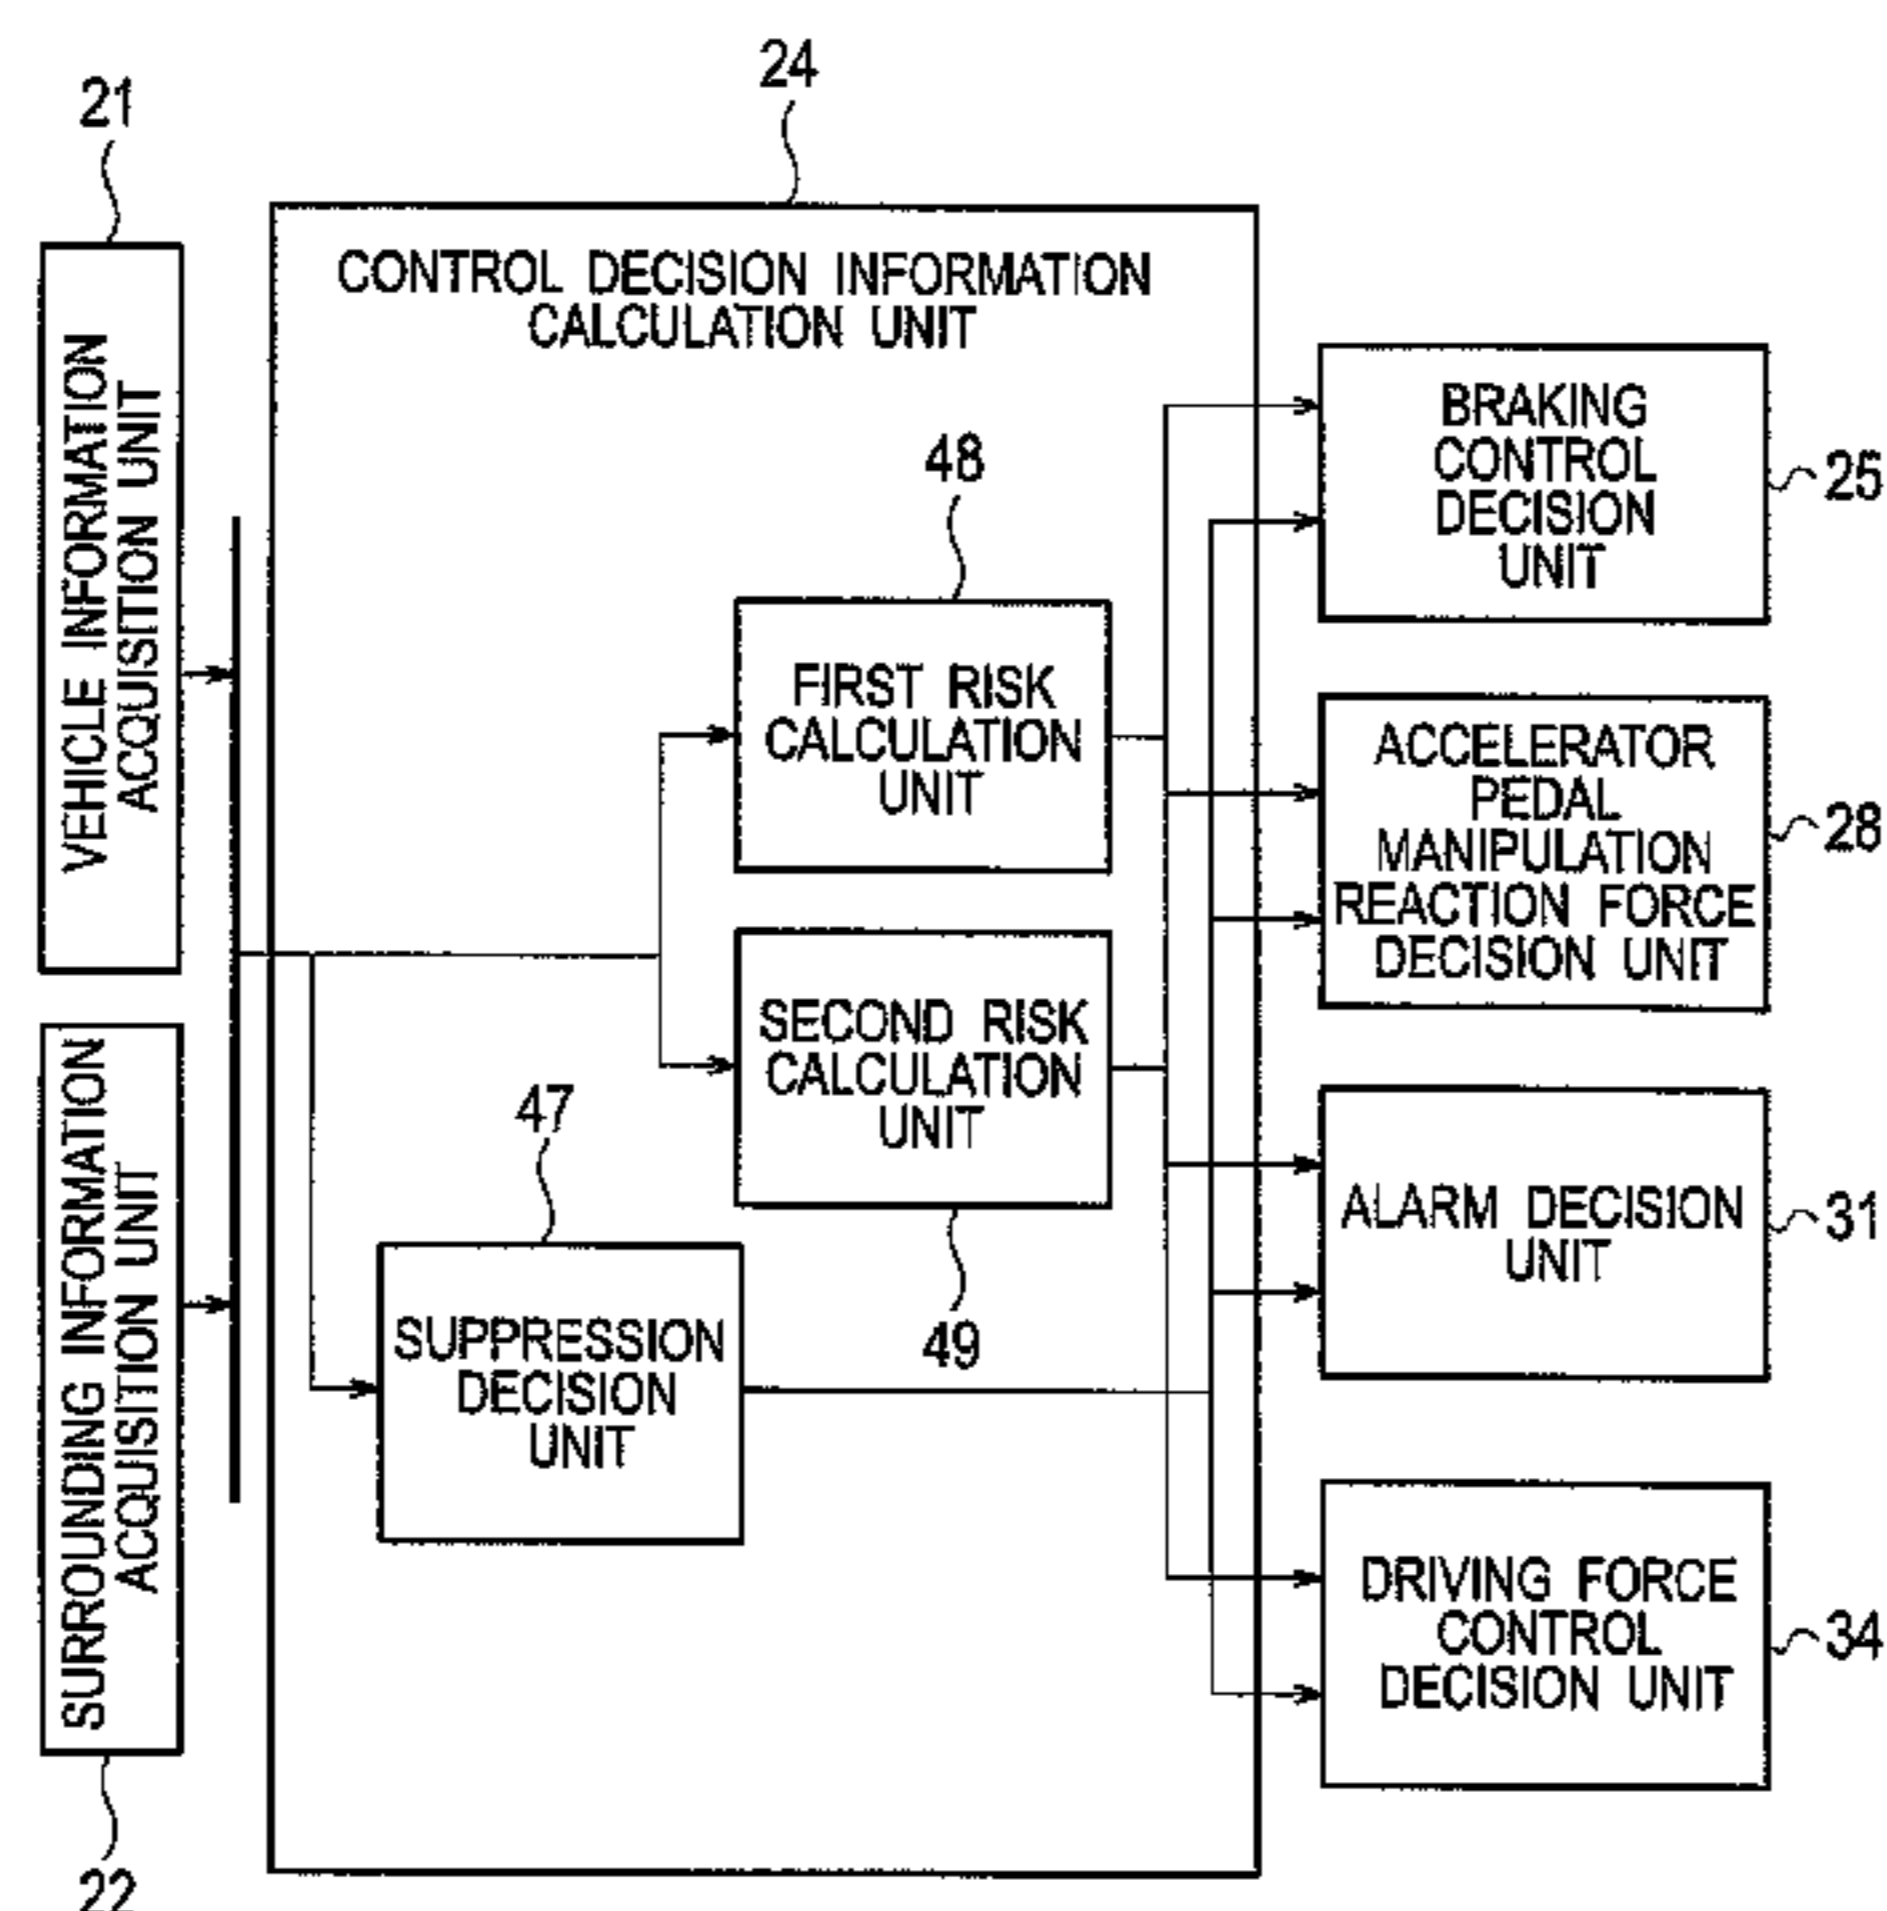 24
21
CONTROL DECISION INFORMATION
CALCULATION UNIT
VEHICLE INFORMATION
ACQUISITION UNIT
BRAKING
CONTROL
DECISION
UNIT
25
48
FIRST RISK
CALCULATION
UNIT
ACCELERATOR
PEDAL
MANIPULATION
REACTION FORCE
DECISION UNIT
28
SECOND RISK
CALCULATION
UNIT
49
47
SUPPRESSION
DECISION
UNIT
ALARM DECISION
UNIT
31
SURROUNDING INFORMATION
ACQUISITION UNIT
22
DRIVING FORCE
CONTROL
DECISION UNIT
34